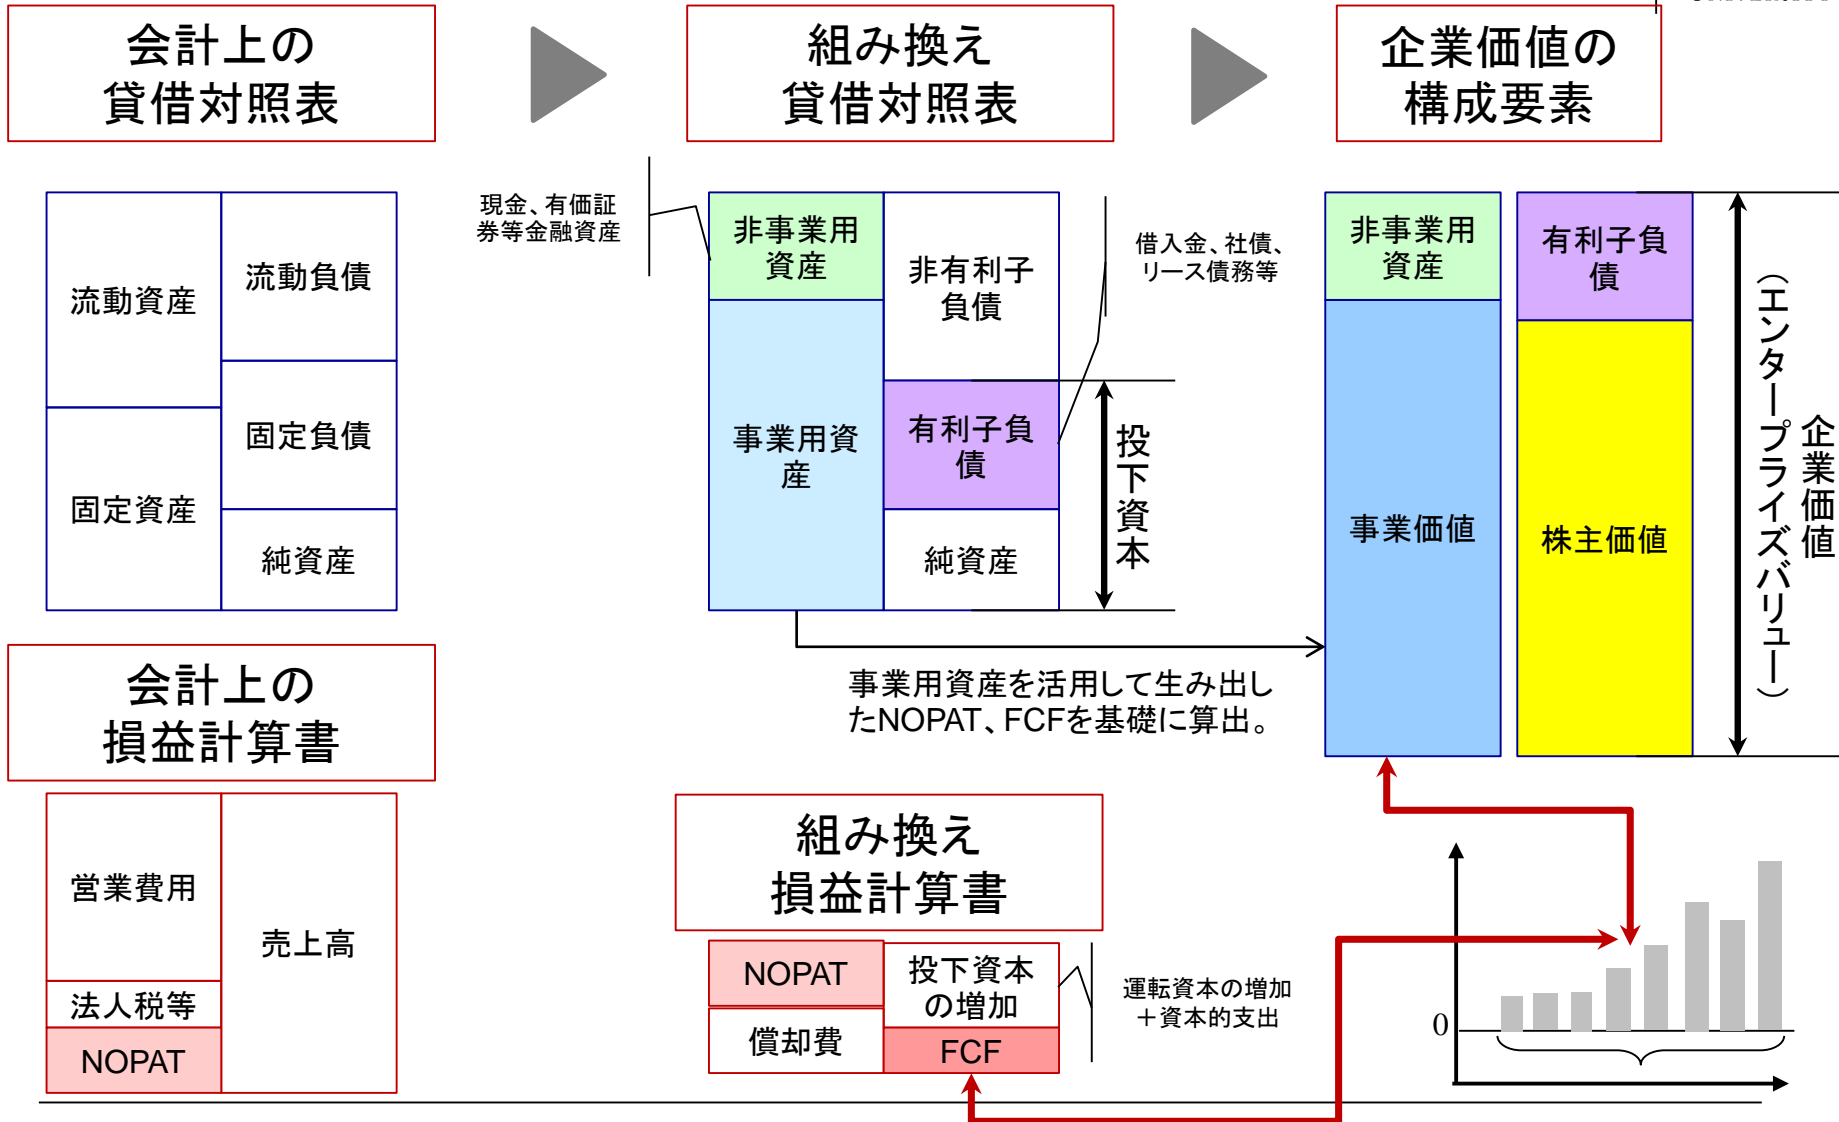 会計上の
貸借対照表
組み換え
貸借対照表
企業価値の
構成要素
流動資産
固定資産
流動負債
固定負債
純資産
現金、有価証
券等金融資産
非事業用
資産
事業用資
産
非有利子
負債
有利子負
債
純資産
借入金、社債、
リース債務等
投下資本
非事業用
資産
事業価値
有利子負
債
株主価値
企業価値
（エンタープライズバリュー）
事業用資産を活用して生み出し
たNOPAT、FCFを基礎に算出。
会計上の
損益計算書
営業費用
法人税等
NOPAT
売上高
組み換え
損益計算書
NOPAT
償却費
投下資本
の増加
FCF
運転資本の増加
＋資本的支出
0